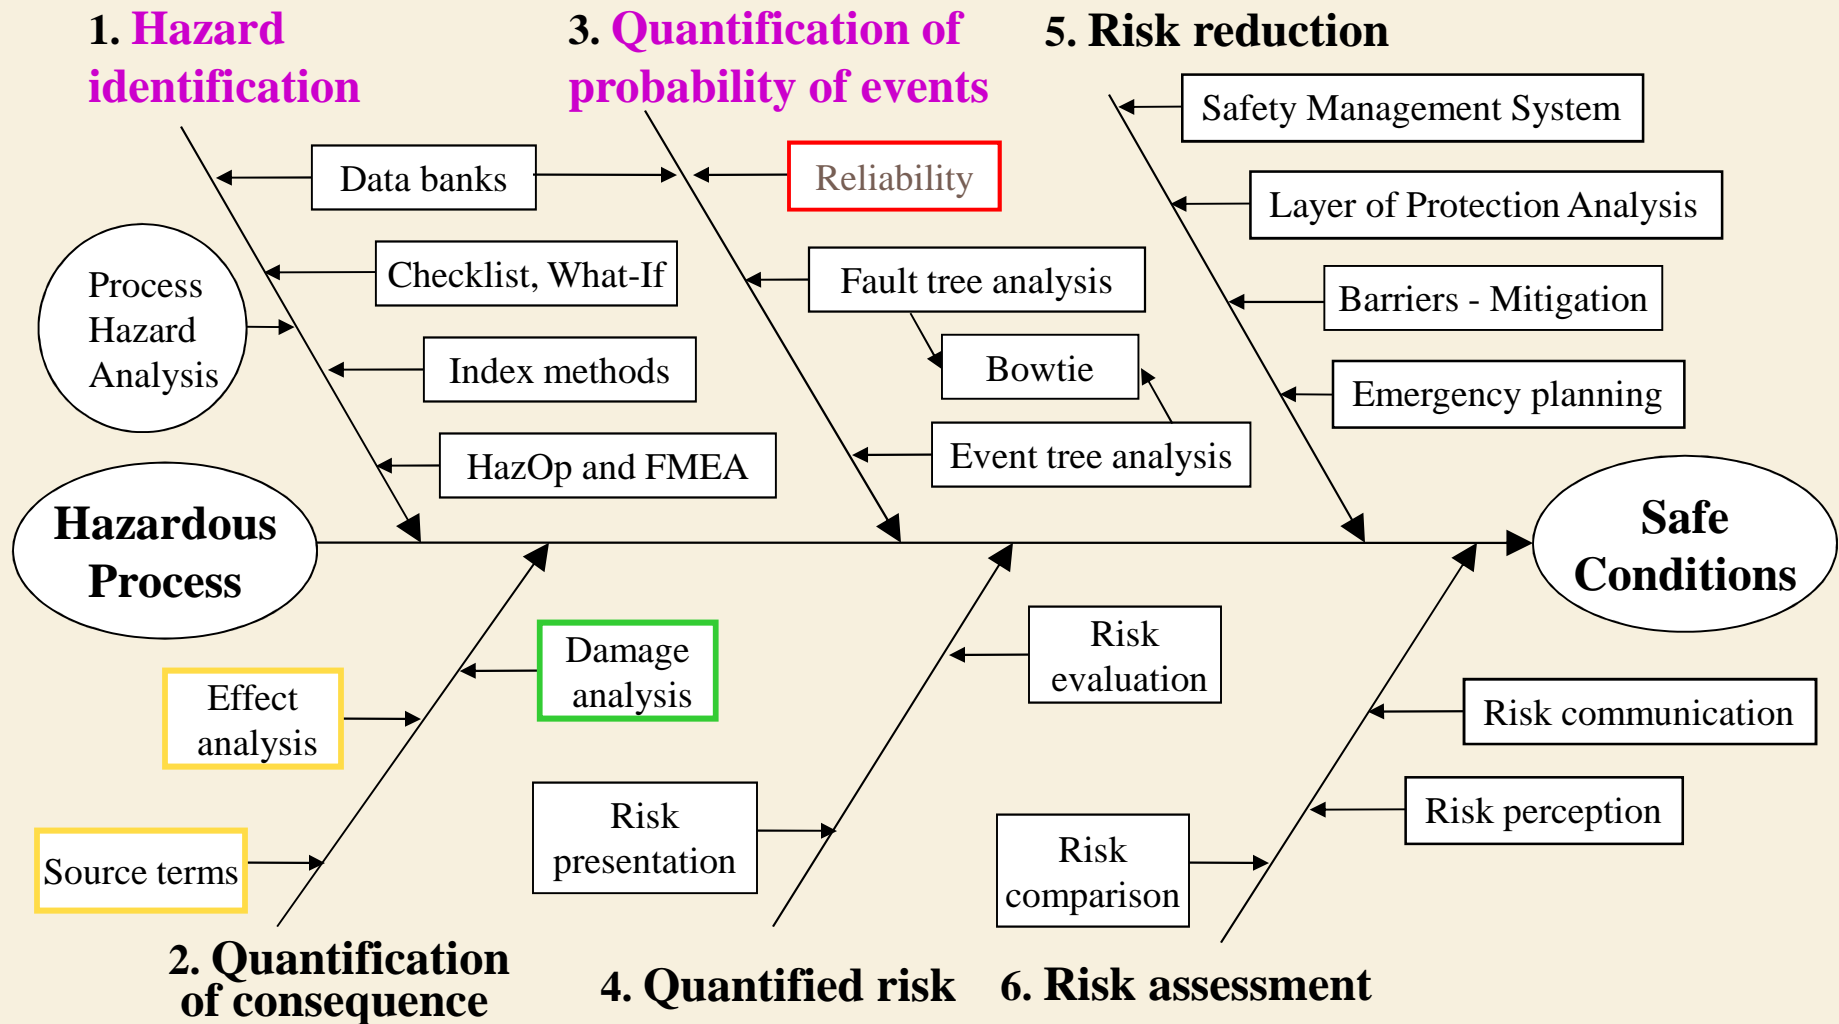 1. Hazard
identification
3. Quantification of
probability of events
5. Risk reduction
Safety Management System
Data banks
Reliability
Layer of Protection Analysis
Process
Hazard
Analysis
Checklist, What-If
Fault tree analysis
Barriers - Mitigation
Index methods
Bowtie
Emergency planning
HazOp and FMEA
Event tree analysis
Hazardous
Process
Safe
Conditions
Damage
analysis
Risk
evaluation
Effect
analysis
Risk communication
Source terms
Risk
presentation
Risk perception
Risk
comparison
2. Quantification
of consequence
4. Quantified risk
6. Risk assessment